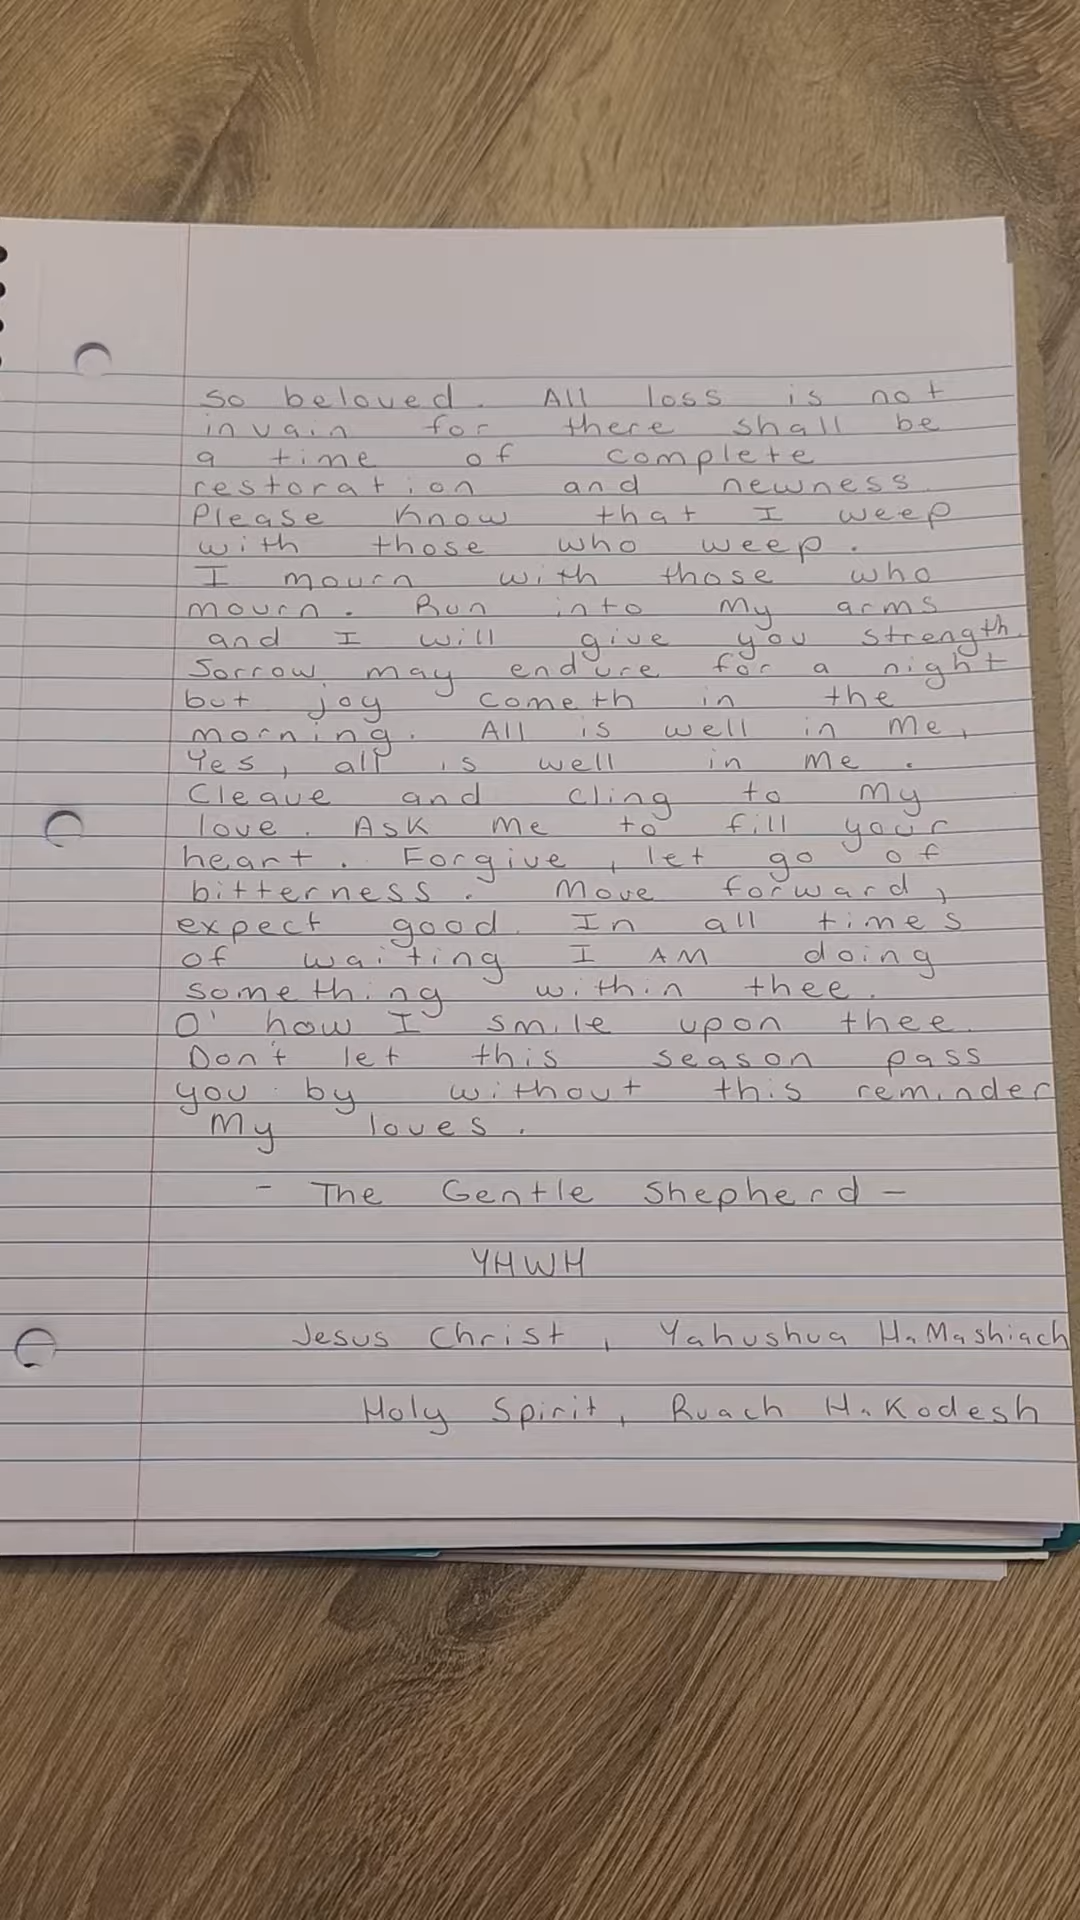 so beloved. All loss is not
in vain for there shall be
a time of complete
restoration and newness
Please know that I weep
with those who weep.
I mourn with those who
mourn. Run into My arms
and I will give you strength.
Sorrow may endure for a night
but joy cometh in the
morning. All is well in Me,
Yes, all is well in Me.
Cleave and cling to My
love. Ask Me to fill your
heart. Forgive, let go of
bitterness. Move forward,
expect good. In all times
of waiting I AM doing
something within thee.
O' how I smile upon thee.
Don't let this season pass
you by without this reminder
My loves.
- The Gentle Shepherd -
YHWH
Jesus Christ, Yahushua HaMashiach
Holy Spirit, Ruach HaKodesh